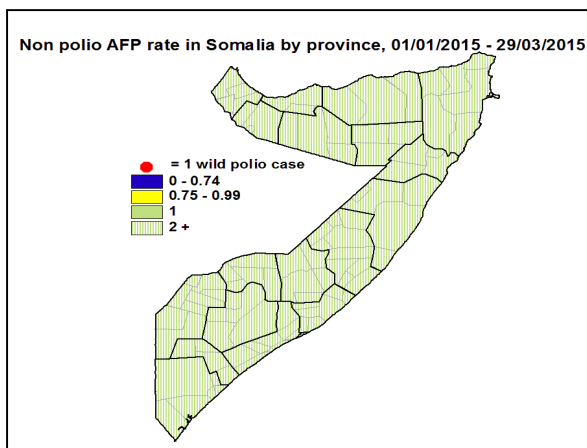 Non polio AFP rate in Somalia by province, 01/01/2015 - 29/03/2015
= 1 wild polio case
0 - 0.74
0.75 - 0.99
1
2 +